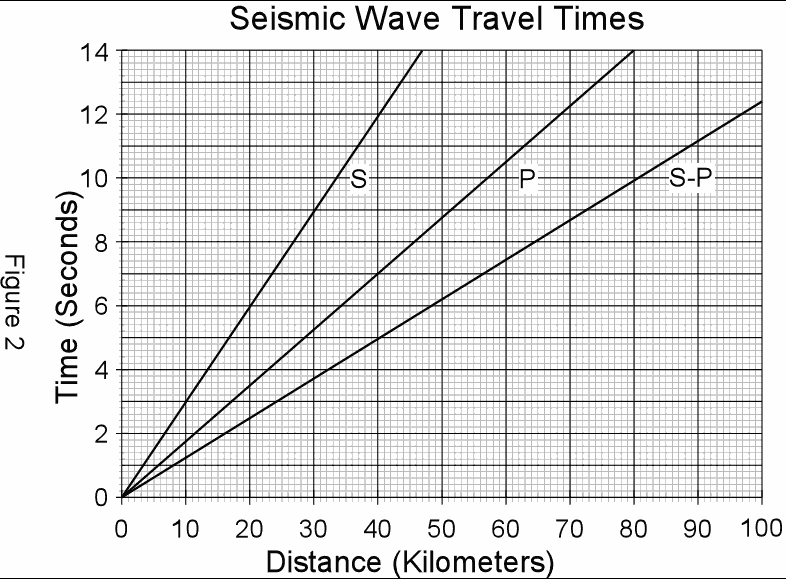 Seismic Wave Travel Times
Figure 2
Time (Seconds)
14
12
10
8
6
4
2
0
S
P
S-P
0 10 20 30 40 50 60 70 80 90 100
Distance (Kilometers)